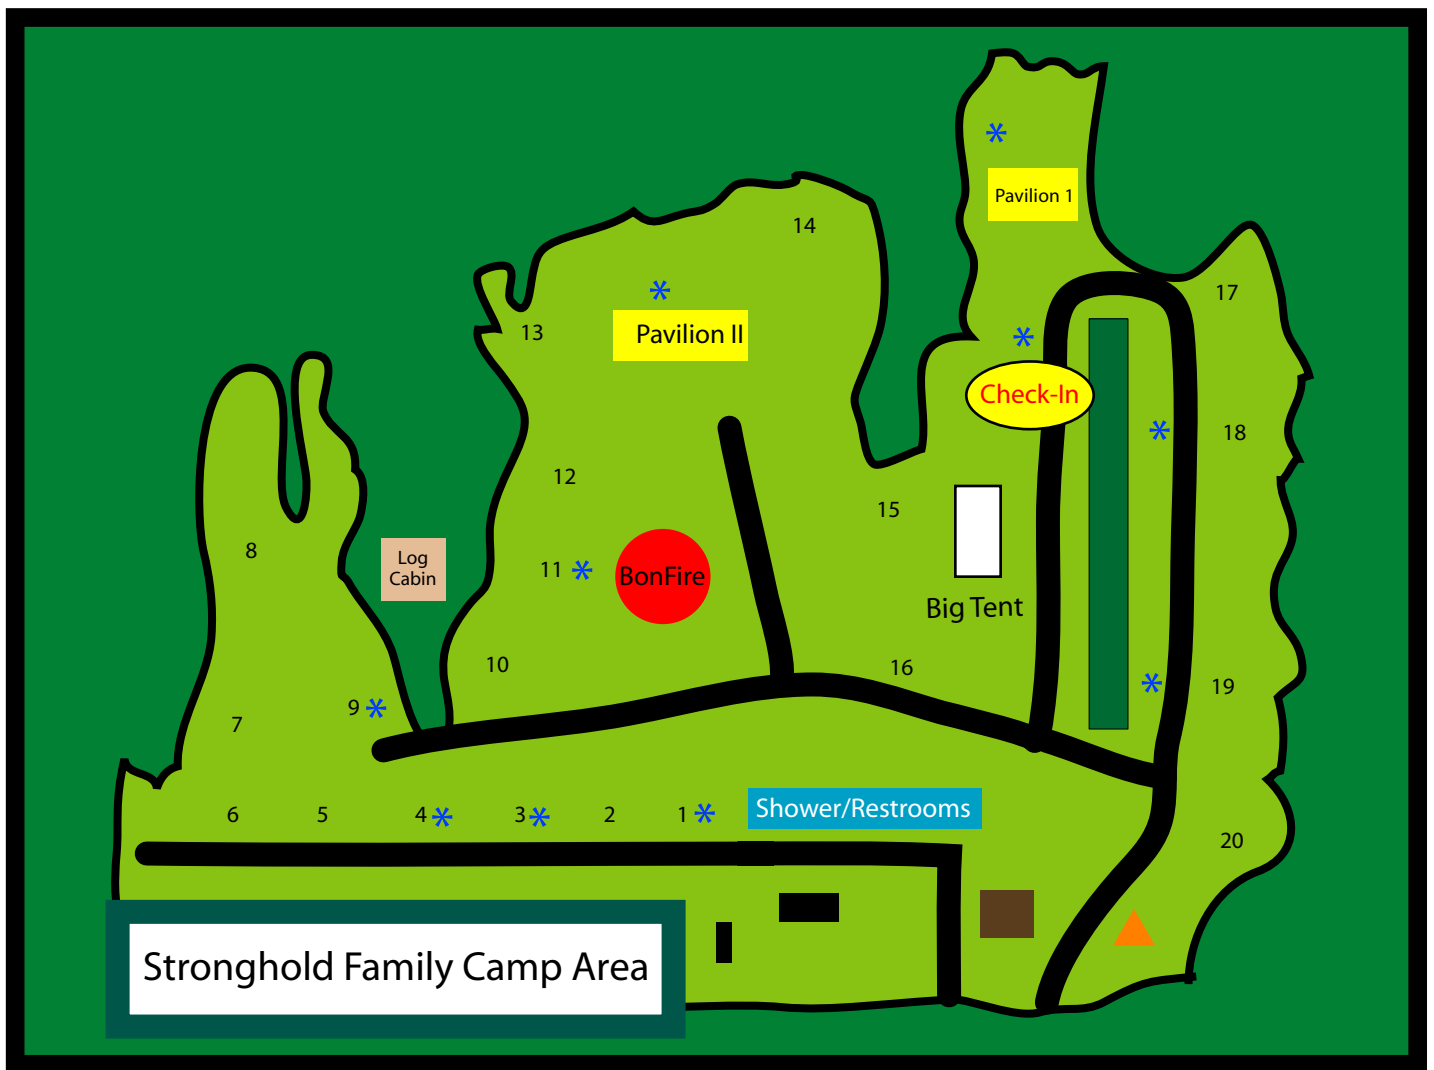 *
Pavilion 1
14
*
17
13
Pavilion II
*
Check-In
*
18
12
15
8
Log
Cabin
11 *
BonFire
Big Tent
10
16
*
19
9 *
7
6
5
4 *
3 *
2
1 *
Shower/Restrooms
20
Stronghold Family Camp Area